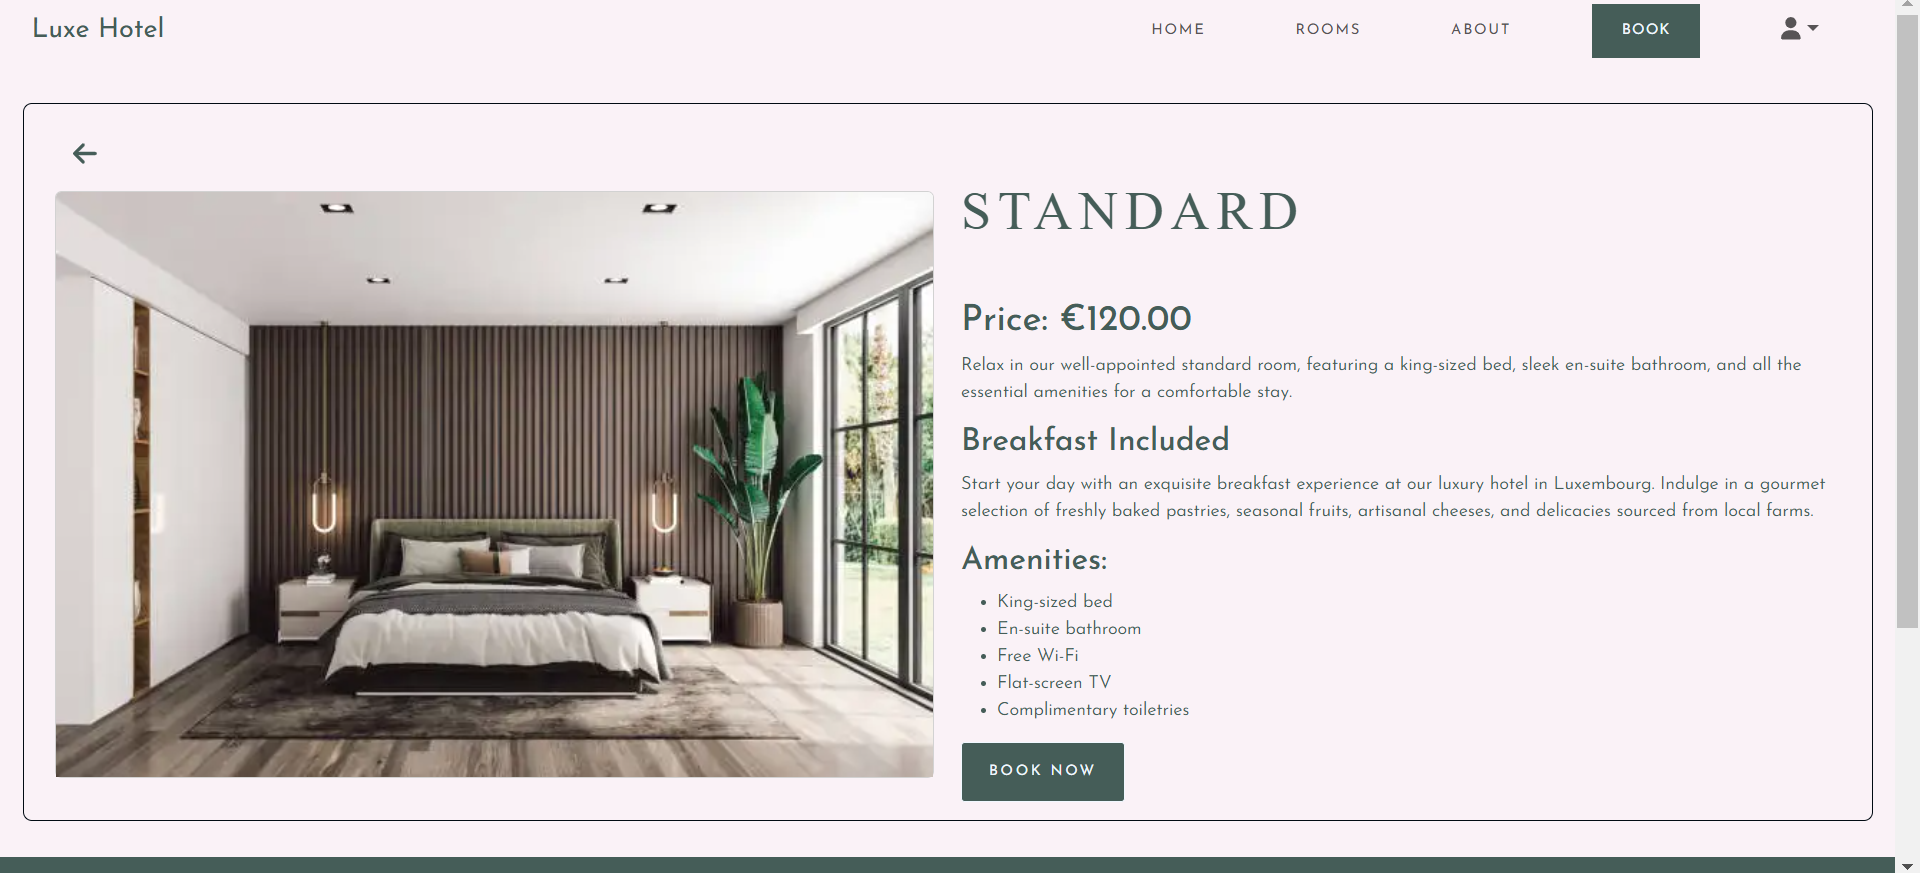 Luxe Hotel
HOME
ROOMS
ABOUT
BOOK
STANDARD
Price: €120.00
Relax in our well-appointed standard room, featuring a king-sized bed, sleek en-suite bathroom, and all the
essential amenities for a comfortable stay.
Breakfast Included
Start your day with an exquisite breakfast experience at our luxury hotel in Luxembourg. Indulge in a gourmet
selection of freshly baked pastries, seasonal fruits, artisanal cheeses, and delicacies sourced from local farms.
Amenities:
• King-sized bed
• En-suite bathroom
• Free Wi-Fi
• Flat-screen TV
• Complimentary toiletries
BOOK NOW